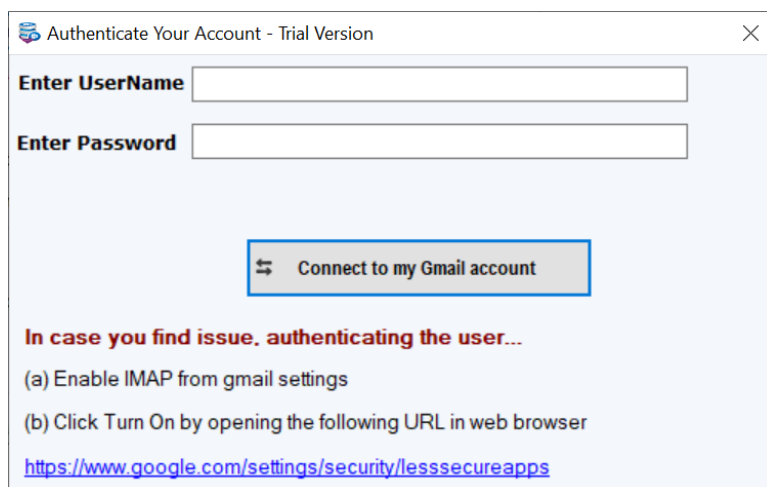 Authenticate Your Account - Trial Version
Enter UserName
Enter Password
Connect to my Gmail account
In case you find issue, authenticating the user...
(a) Enable IMAP from gmail settings
(b) Click Turn On by opening the following URL in web browser
https://www.google.com/settings/security/lesssecureapps